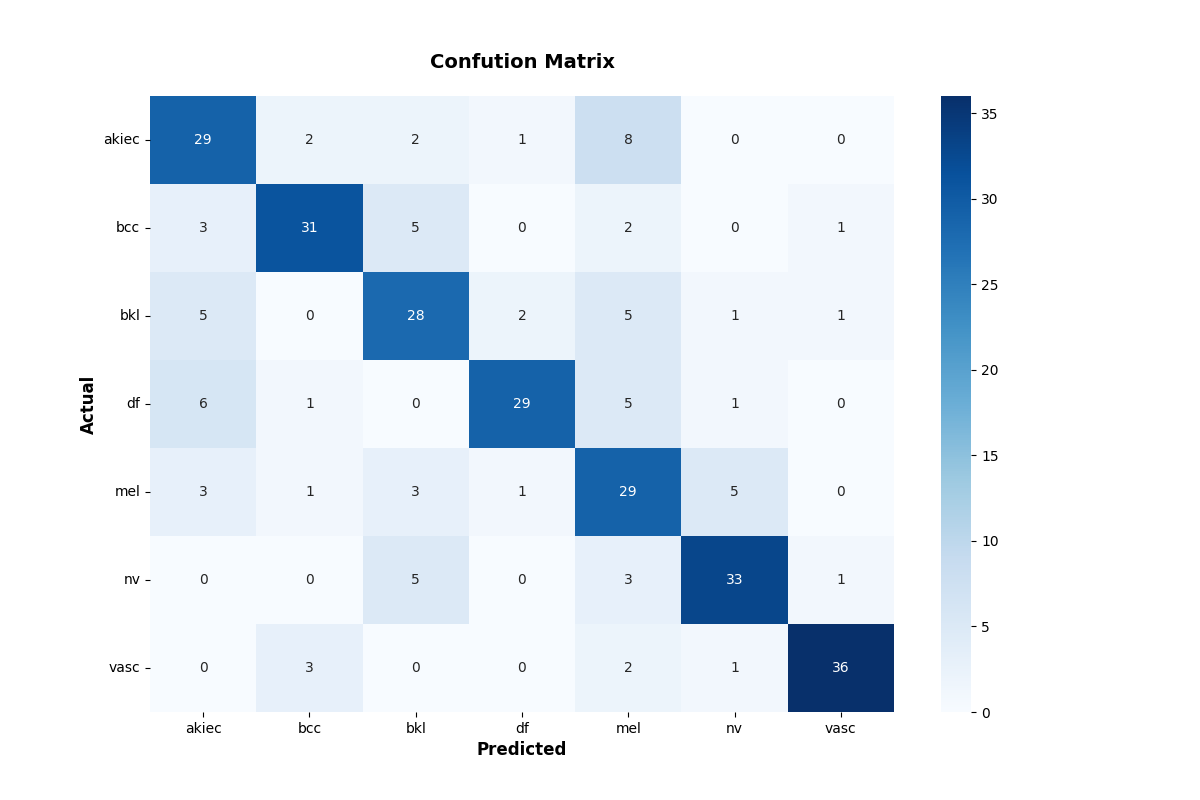 Confution Matrix
akiec 29 2 2 1 8 0 0
bcc 3 31 5 0 2 0 1
bkl 5 0 28 2 5 1 1
df 6 1 0 29 5 1 0
mel 3 1 3 1 29 5 0
nv 0 0 5 0 3 33 1
vasc 0 3 0 0 2 1 36
akiec bcc bkl df mel nv vasc
Actual
Predicted
35
30
25
20
15
10
5
0